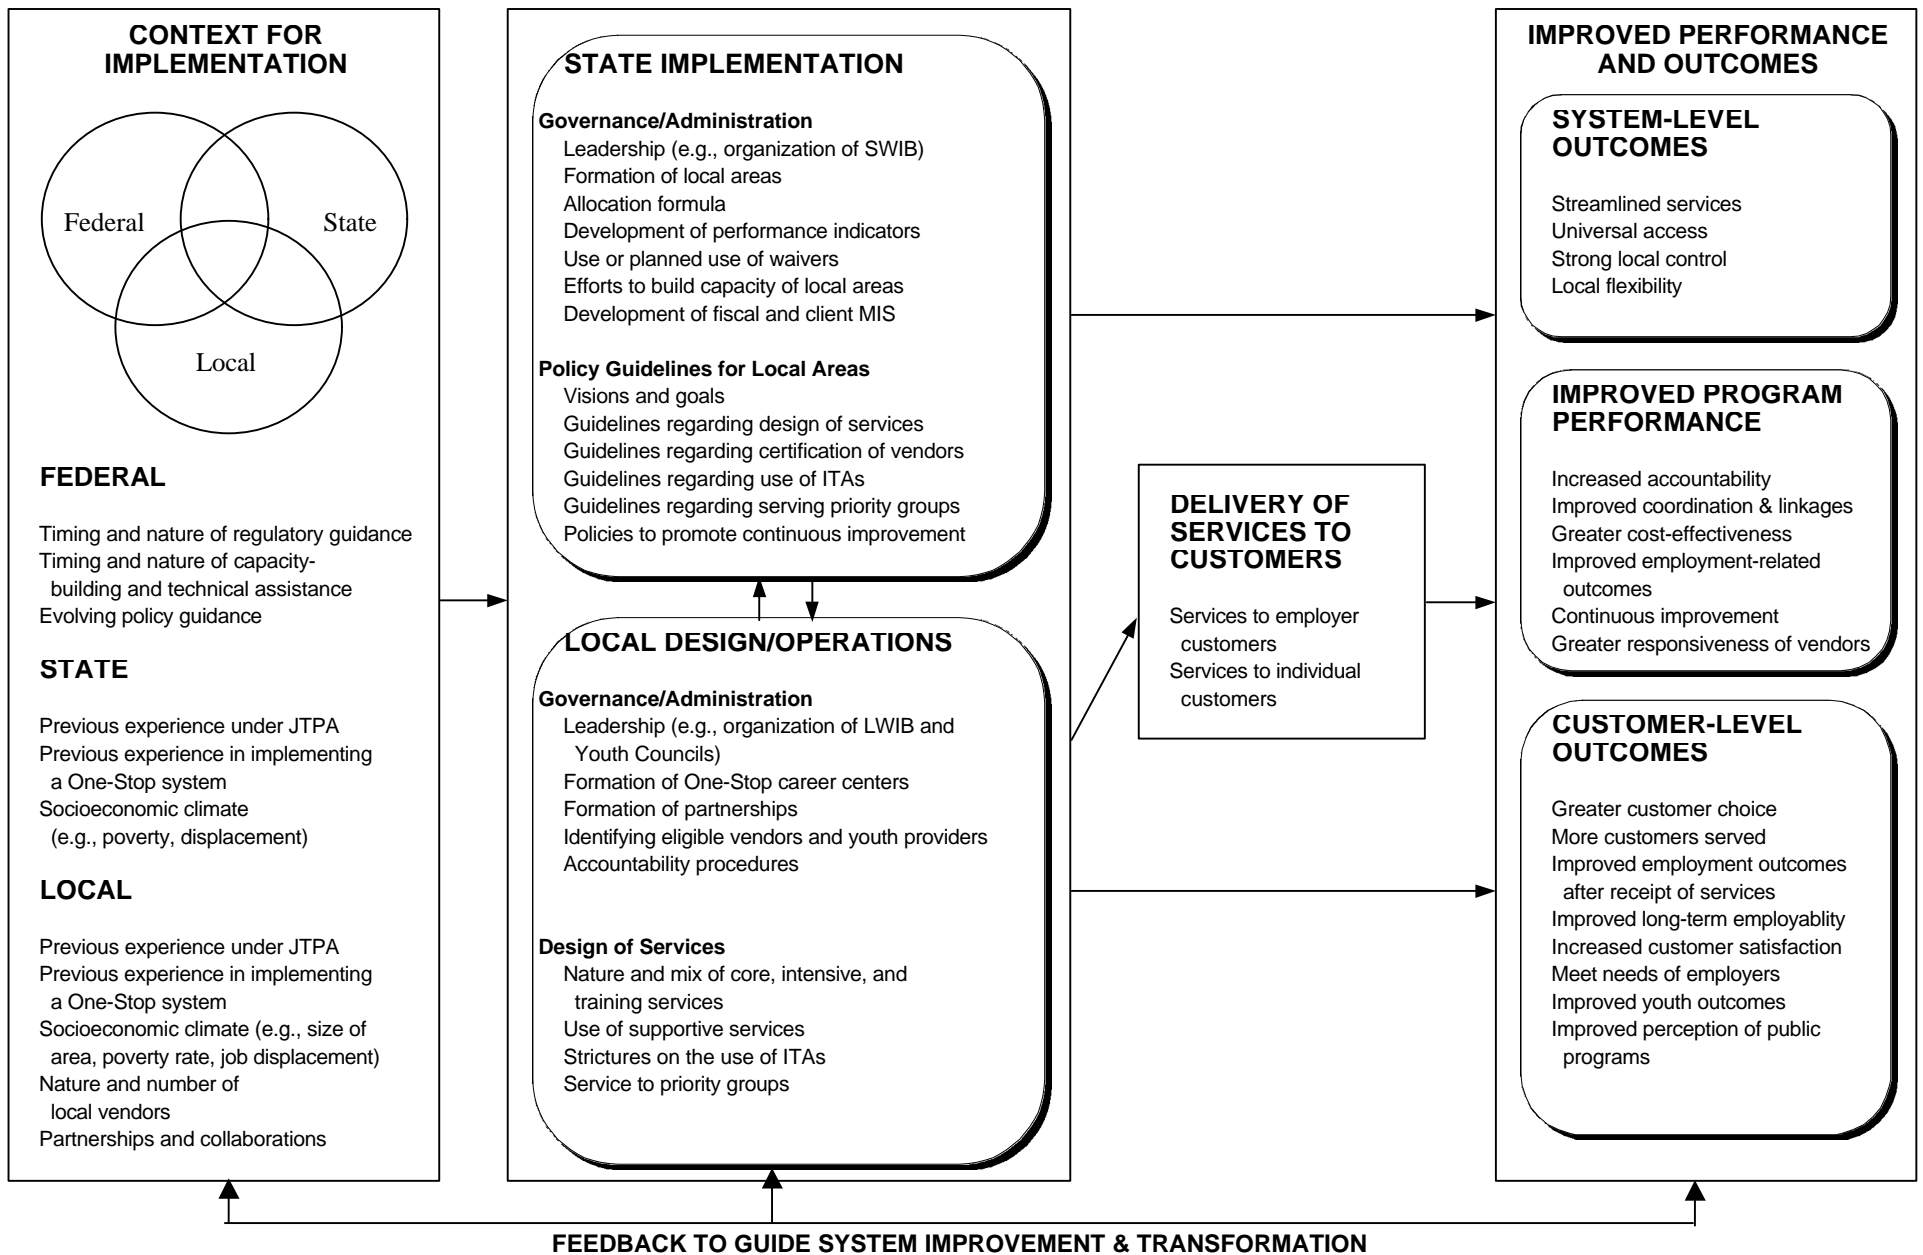 CONTEXT FOR
IMPLEMENTATION
Federal
State
Local
FEDERAL
Timing and nature of regulatory guidance
Timing and nature of capacity-
building and technical assistance
Evolving policy guidance
STATE
Previous experience under JTPA
Previous experience in implementing
a One-Stop system
Socioeconomic climate
(e.g., poverty, displacement)
LOCAL
Previous experience under JTPA
Previous experience in implementing
a One-Stop system
Socioeconomic climate (e.g., size of
area, poverty rate, job displacement)
Nature and number of
local vendors
Partnerships and collaborations
STATE IMPLEMENTATION
Governance/Administration
Leadership (e.g., organization of SWIB)
Formation of local areas
Allocation formula
Development of performance indicators
Use or planned use of waivers
Efforts to build capacity of local areas
Development of fiscal and client MIS
Policy Guidelines for Local Areas
Visions and goals
Guidelines regarding design of services
Guidelines regarding certification of vendors
Guidelines regarding use of ITAs
Guidelines regarding serving priority groups
Policies to promote continuous improvement
LOCAL DESIGN/OPERATIONS
Governance/Administration
Leadership (e.g., organization of LWIB and
Youth Councils)
Formation of One-Stop career centers
Formation of partnerships
Identifying eligible vendors and youth providers
Accountability procedures
Design of Services
Nature and mix of core, intensive, and
training services
Use of supportive services
Strictures on the use of ITAs
Service to priority groups
DELIVERY OF
SERVICES TO
CUSTOMERS
Services to employer
customers
Services to individual
customers
IMPROVED PERFORMANCE
AND OUTCOMES
SYSTEM-LEVEL
OUTCOMES
Streamlined services
Universal access
Strong local control
Local flexibility
IMPROVED PROGRAM
PERFORMANCE
Increased accountability
Improved coordination & linkages
Greater cost-effectiveness
Improved employment-related
outcomes
Continuous improvement
Greater responsiveness of vendors
CUSTOMER-LEVEL
OUTCOMES
Greater customer choice
More customers served
Improved employment outcomes
after receipt of services
Improved long-term employablity
Increased customer satisfaction
Meet needs of employers
Improved youth outcomes
Improved perception of public
programs
FEEDBACK TO GUIDE SYSTEM IMPROVEMENT & TRANSFORMATION